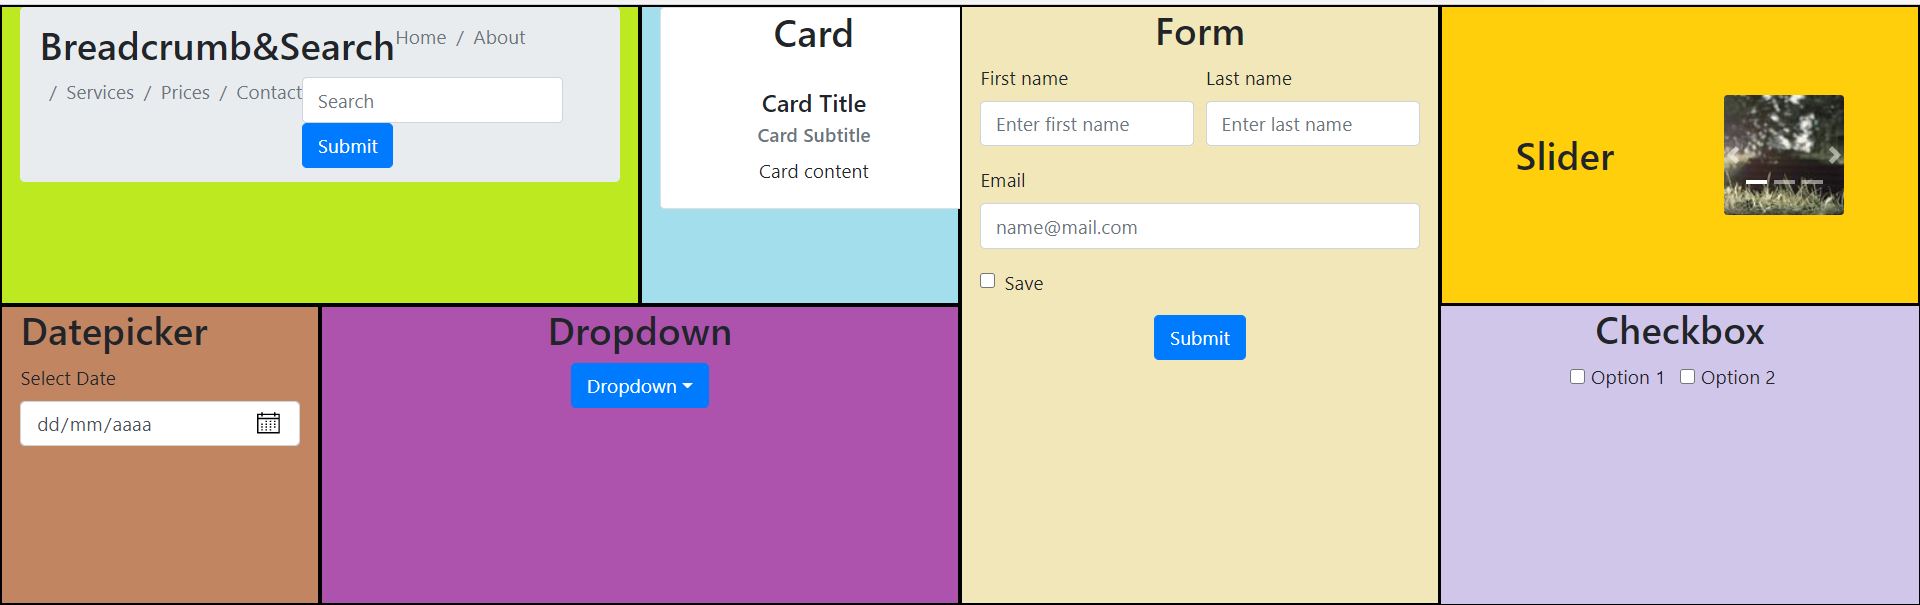 Breadcrumb&Search
Home / About
/ Services / Prices / Contact
Search
Submit
Card
Card Title
Card Subtitle
Card content
Form
First name
Last name
Enter first name
Enter last name
Email
name@mail.com
Save
Submit
Slider
Datepicker
Select Date
dd/mm/aaaa
Dropdown
Dropdown
Checkbox
Option 1
Option 2